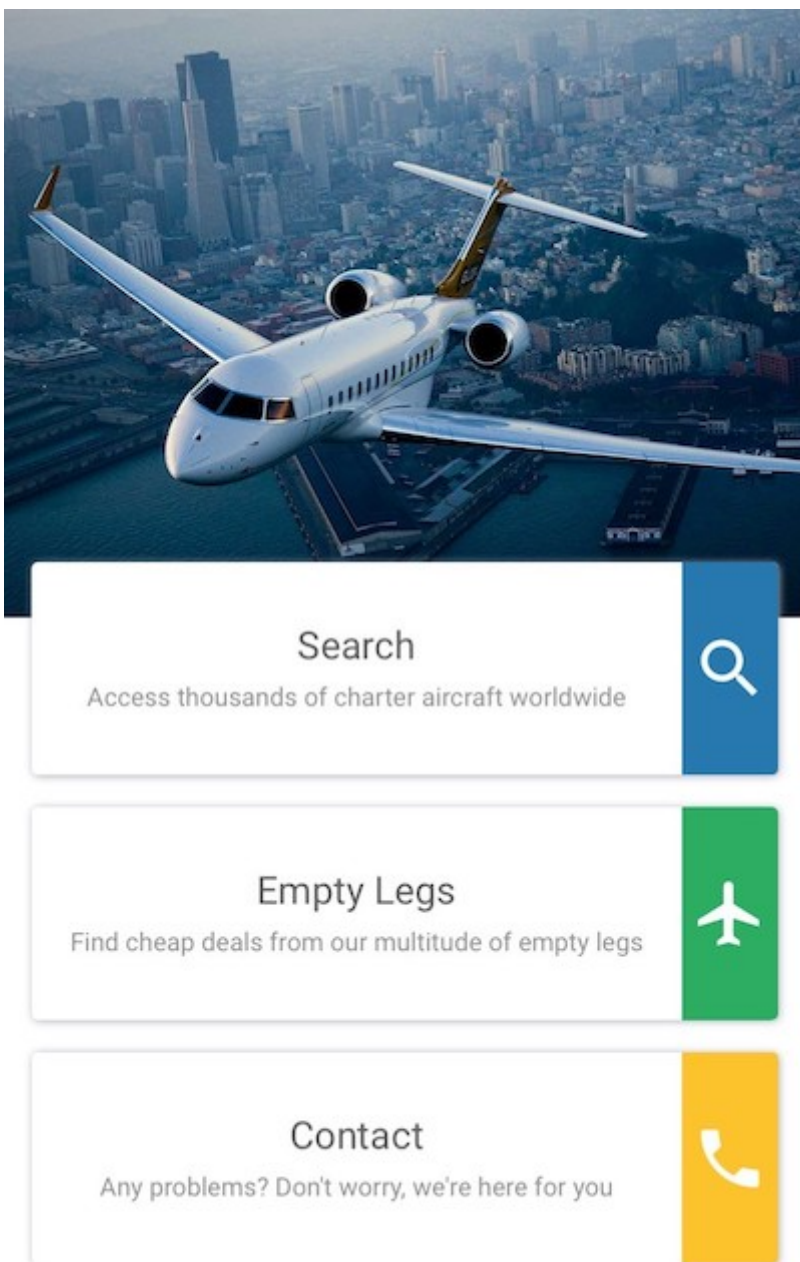 Search
Access thousands of charter aircraft worldwide
Empty Legs
Find cheap deals from our multitude of empty legs
Contact
Any problems? Don't worry, we're here for you